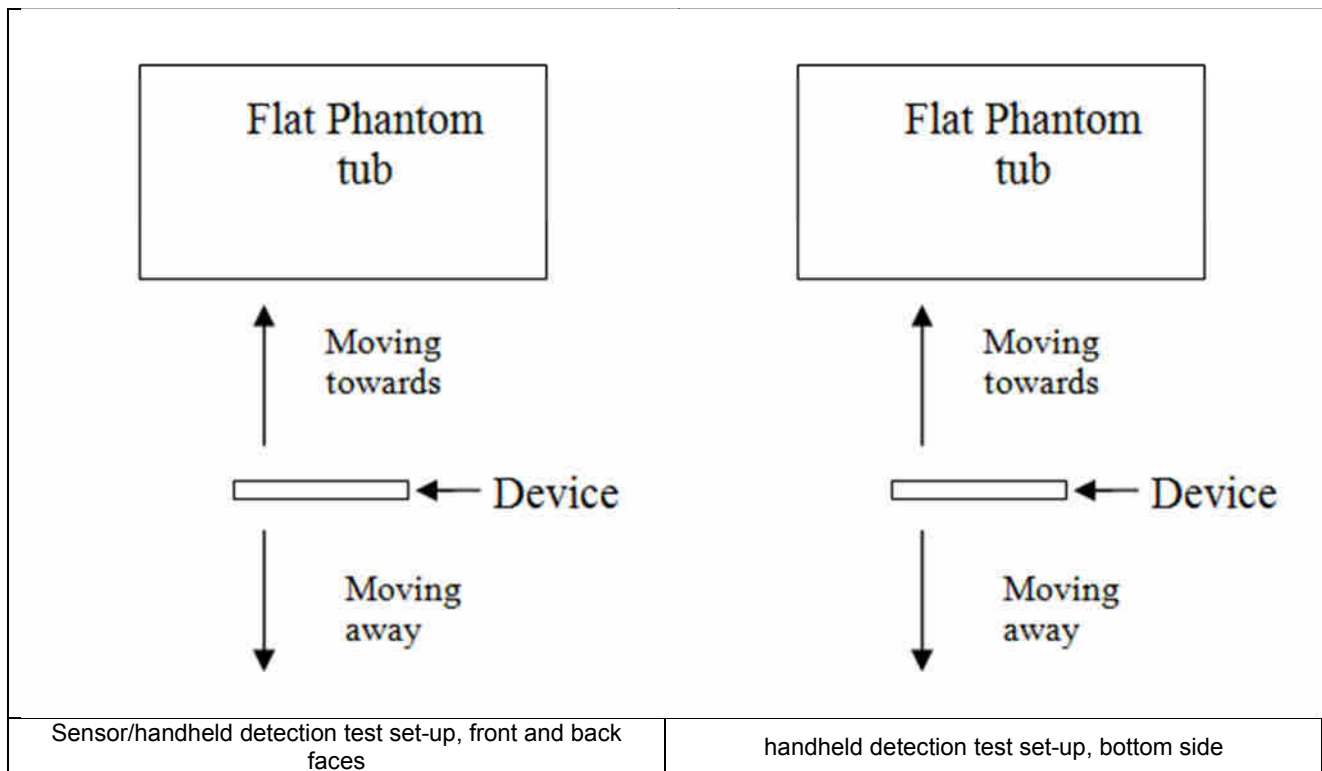 Flat Phantom
tub
Moving
towards
Device
Moving
away
Sensor/handheld detection test set-up, front and back
faces
Flat Phantom
tub
Moving
towards
Device
Moving
away
handheld detection test set-up, bottom side